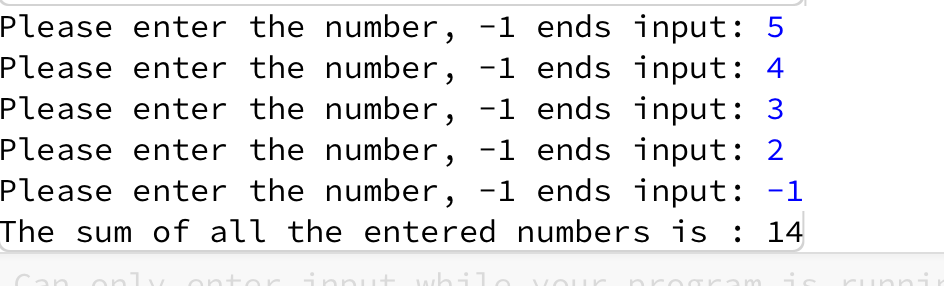 Please enter the number, -1 ends input: 5
Please enter the number, -1 ends input: 4
Please enter the number, -1 ends input: 3
Please enter the number, -1 ends input: 2
Please enter the number, -1 ends input: -1
The sum of all the entered numbers is : 14
Can only enter input while your program is